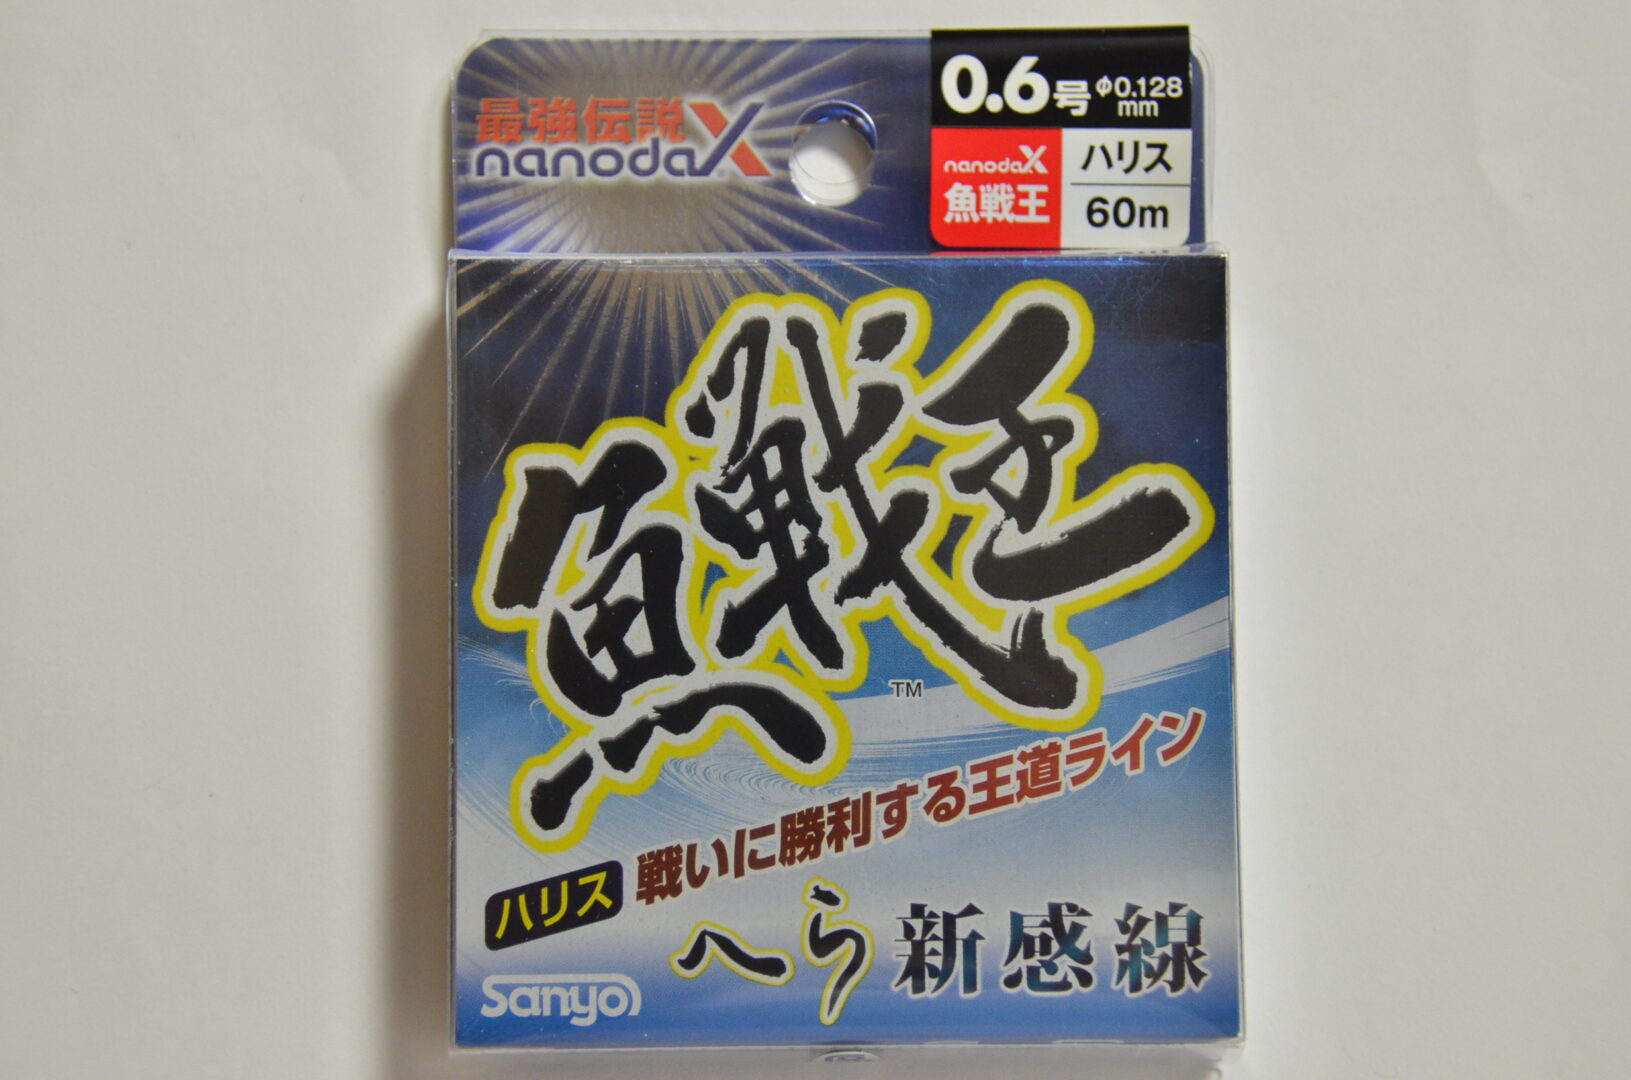 最強伝説
nanodaX
0.6号 φ0.128
mm
nanodaX
魚戦王
ハリス
60m
魚戦王
TM
戦いに勝利する王道ライン
ハリス
へら新感線
Sanyo